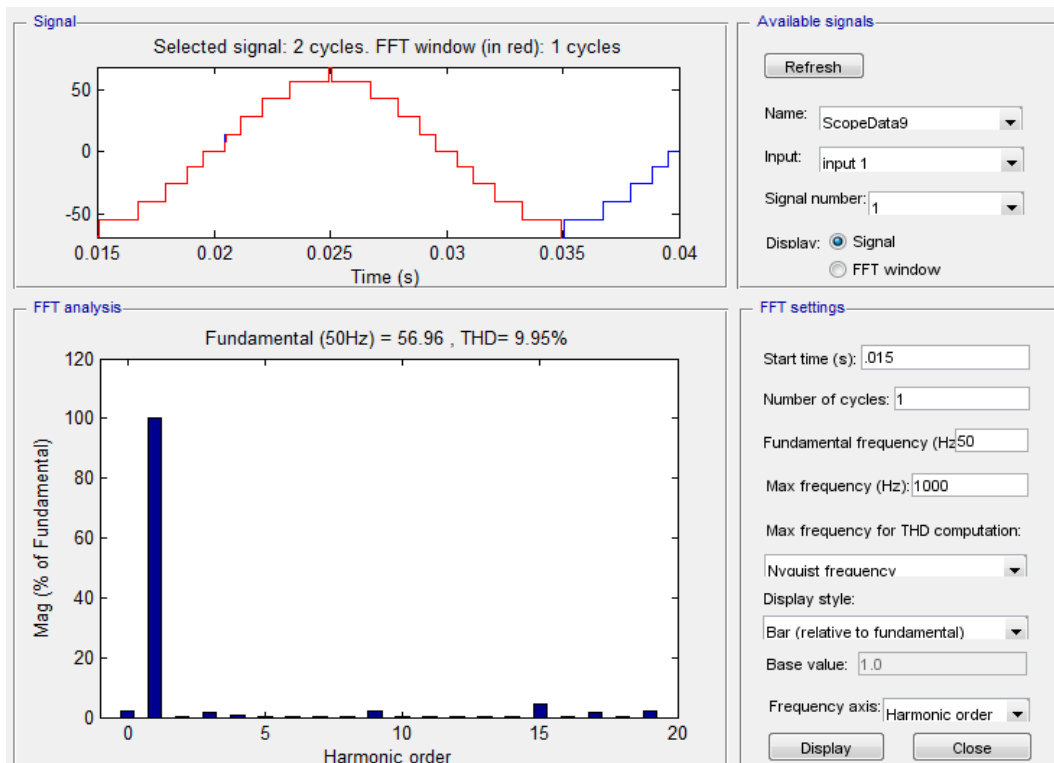 Signal
Selected signal: 2 cycles. FFT window (in red): 1 cycles
50
0
-50
0.015 0.02 0.025 0.03 0.035 0.04
Time (s)
Available signals
Refresh
Name: ScopeData9
Input: input 1
Signal number: 1
Display: Signal
FFT window
FFT analysis
Fundamental (50Hz) = 56.96 , THD= 9.95%
Mag (% of Fundamental)
120
100
80
60
40
20
0
0 5 10 15 20
Harmonic order
FFT settings
Start time (s): .015
Number of cycles: 1
Fundamental frequency (Hz 50
Max frequency (Hz): 1000
Max frequency for THD computation:
Nyquist frequency
Display style:
Bar (relative to fundamental)
Base value: 1.0
Frequency axis: Harmonic order
Display Close